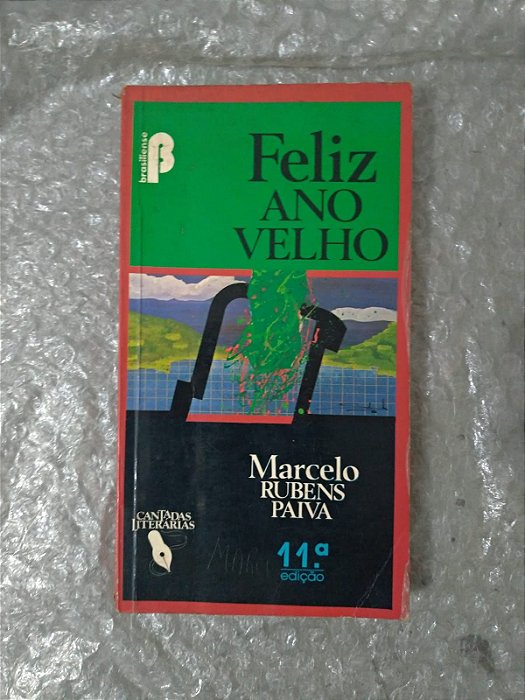 brasiliense
B
Feliz
ANO
VELHO
Marcelo
RUBENS
PAIVA
CANTADAS
LITERÁRIAS
11.ª
edição